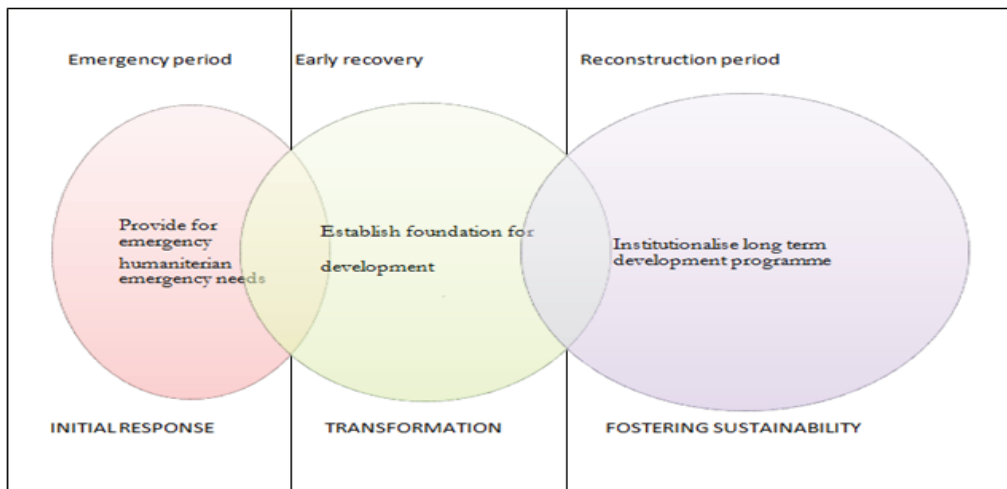 Emergency period
Early recovery
Reconstruction period
Provide for
emergency
humaniterian
emergency needs
Establish foundation for
development
Institutionalise long term
development programme
INITIAL RESPONSE
TRANSFORMATION
FOSTERING SUSTAINABILITY